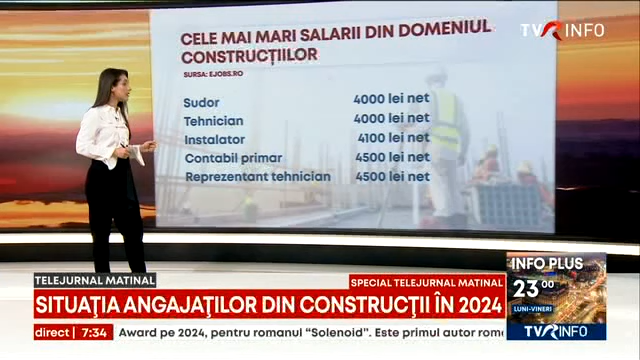 TVR INFO
CELE MAI MARI SALARII DIN DOMENIUL
CONSTRUCȚIILOR
SURSA: EJOBS.RO
Sudor 4000 lei net
Tehnician 4000 lei net
Instalator 4100 lei net
Contabil primar 4500 lei net
Reprezentant tehnician 4500 lei net
TELEJURNAL MATINAL
SPECIAL TELEJURNAL MATINAL
SITUAŢIA ANGAJAŢILOR DIN CONSTRUCŢII ÎN 2024
direct 7:34 Award pe 2024, pentru romanul “Solenoid”. Este primul autor rom
INFO PLUS
23 00
LUNI-VINERI
TVR INFO